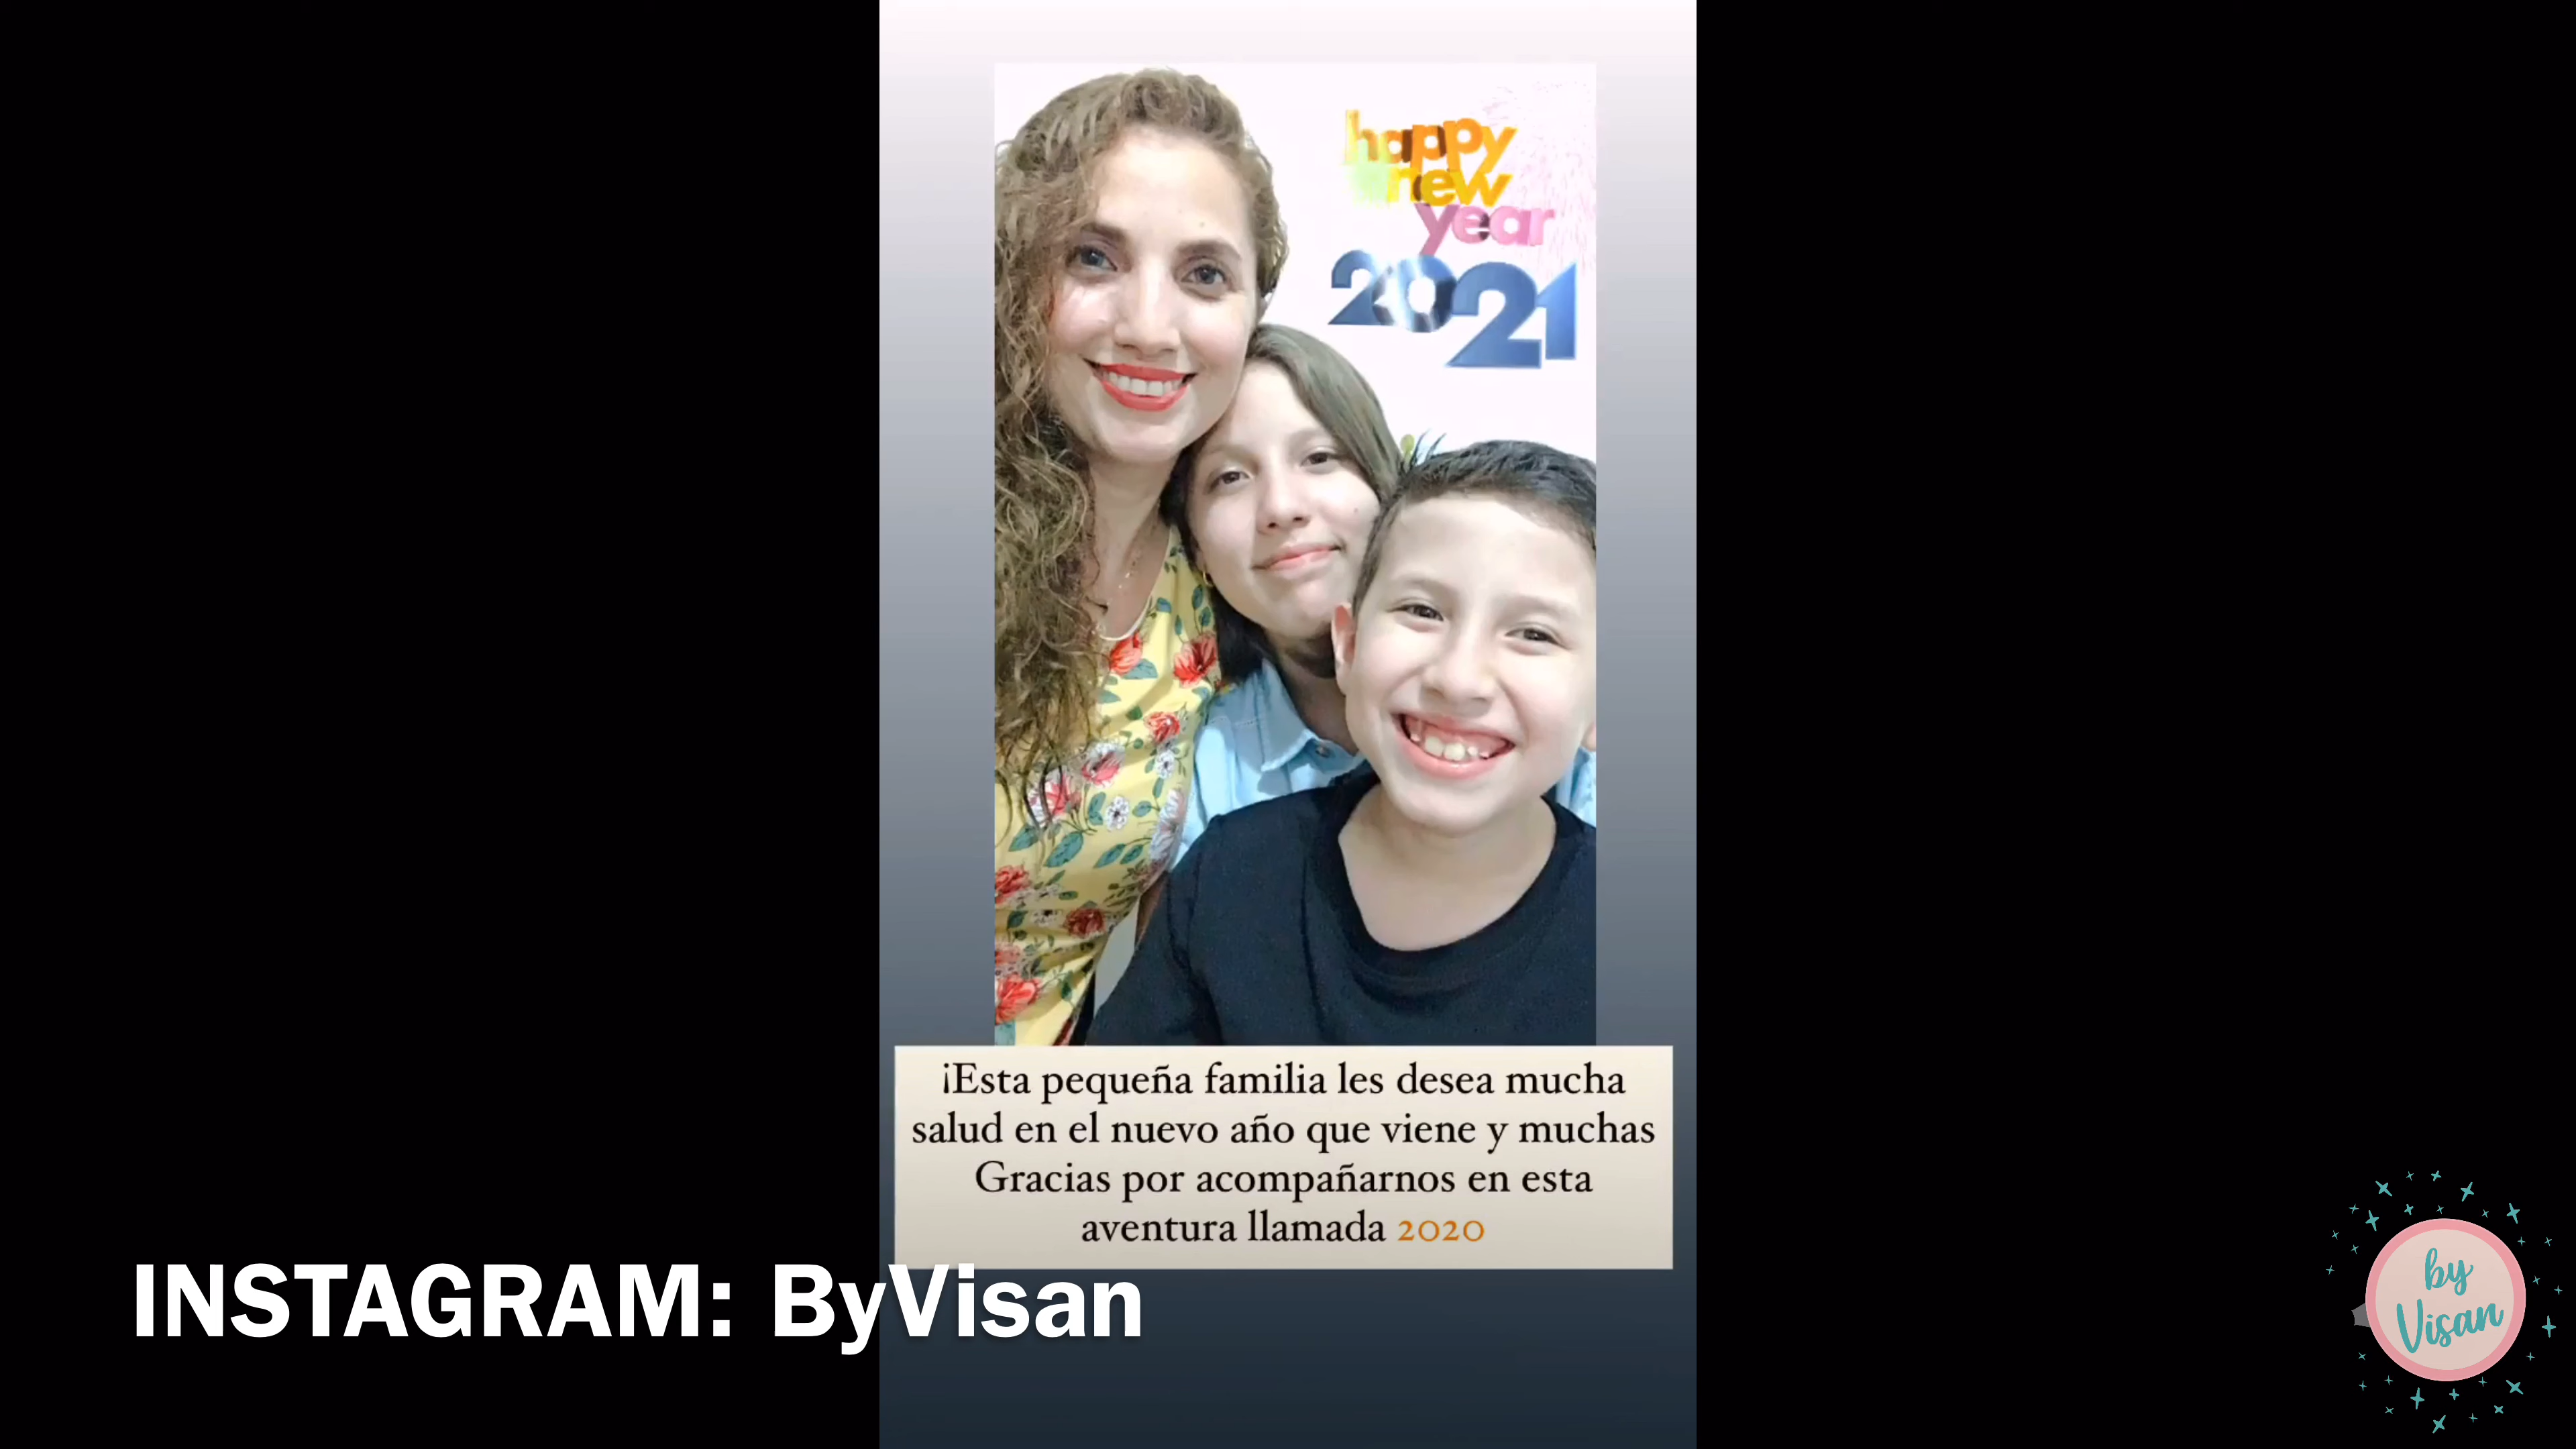 happy
new
year
2021
¡Esta pequeña familia les desea mucha
salud en el nuevo año que viene y muchas
Gracias por acompañarnos en esta
aventura llamada 2020
INSTAGRAM: ByVisan
by
Visan